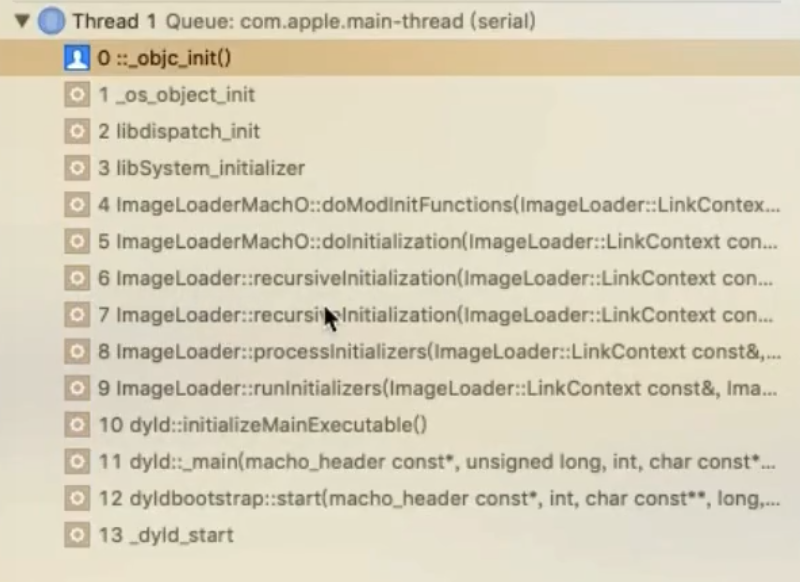 Thread 1 Queue: com.apple.main-thread (serial)
0 ::_objc_init()
1 _os_object_init
2 libdispatch_init
3 libSystem_initializer
4 ImageLoaderMachO::doModInitFunctions(ImageLoader::LinkContex...
5 ImageLoaderMachO::doInitialization(ImageLoader::LinkContext con...
6 ImageLoader::recursiveInitialization(ImageLoader::LinkContext con...
7 ImageLoader::recursiveInitialization(ImageLoader::LinkContext con...
8 ImageLoader::processInitializers(ImageLoader::LinkContext const&,...
9 ImageLoader::runInitializers(ImageLoader::LinkContext const&, Ima...
10 dyld::initializeMainExecutable()
11 dyld::_main(macho_header const*, unsigned long, int, char const*...
12 dyldbootstrap::start(macho_header const*, int, char const**, long,...
13 _dyld_start